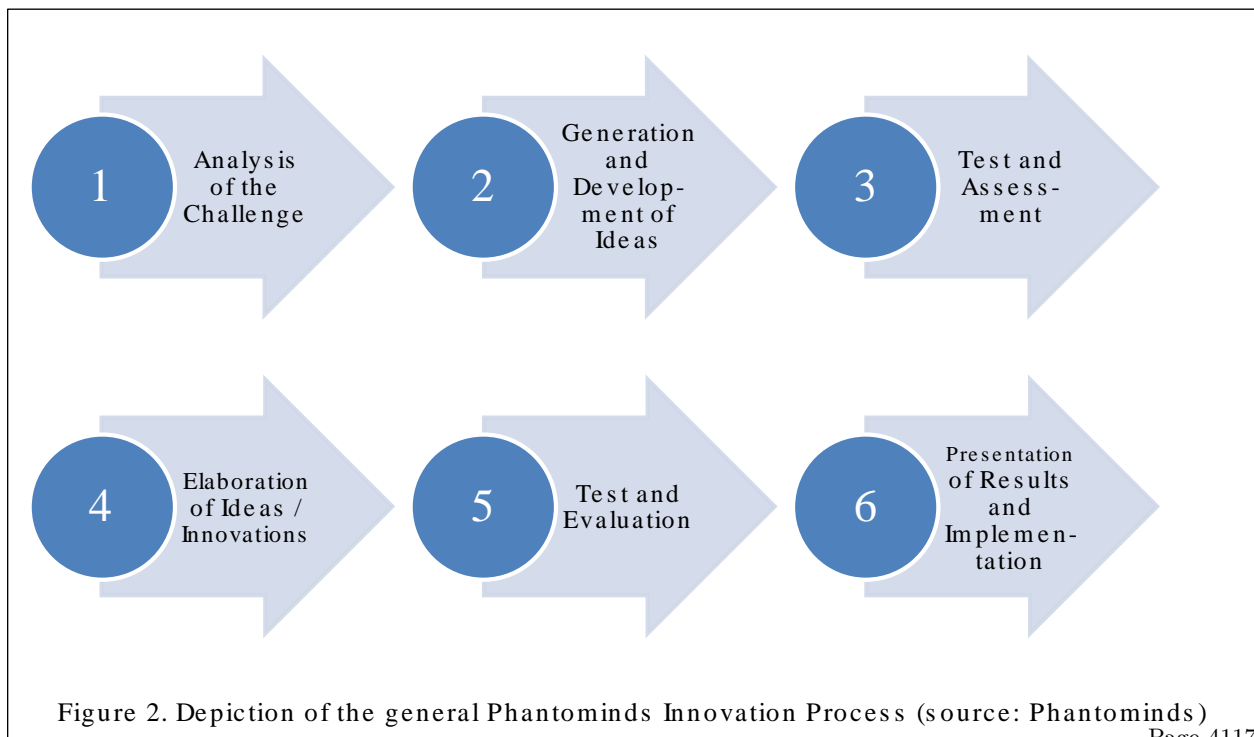 1
Analysis
of the
Challenge
2
Generation
and
Develop-
ment of
Ideas
3
Test and
Assess-
ment
4
Elaboration
of Ideas /
Innovations
5
Test and
Evaluation
6
Presentation
of Results
and
Implemen-
tation
Figure 2. Depiction of the general Phantominds Innovation Process (source: Phantominds)
Page 4117